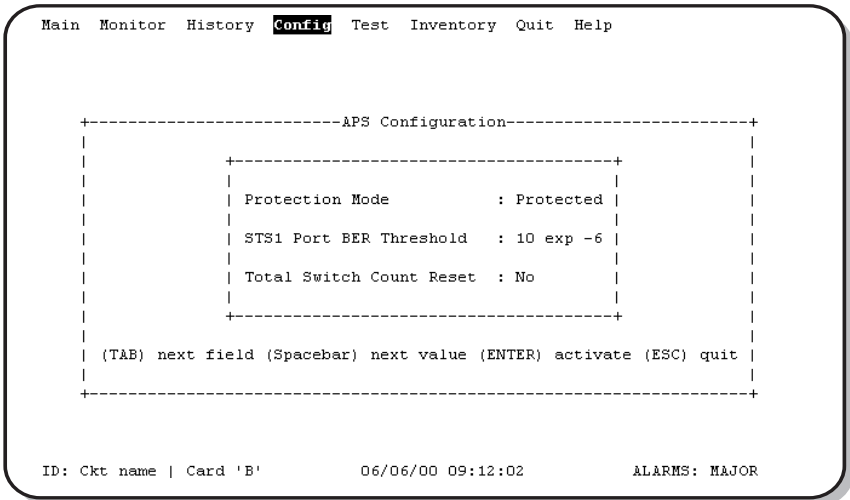 Main Monitor History Config Test Inventory Quit Help
APS Configuration
Protection Mode : Protected
STS1 Port BER Threshold : 10 exp -6
Total Switch Count Reset : No
(TAB) next field (Spacebar) next value (ENTER) activate (ESC) quit
ID: Ckt name | Card 'B' 06/06/00 09:12:02 ALARMS: MAJOR